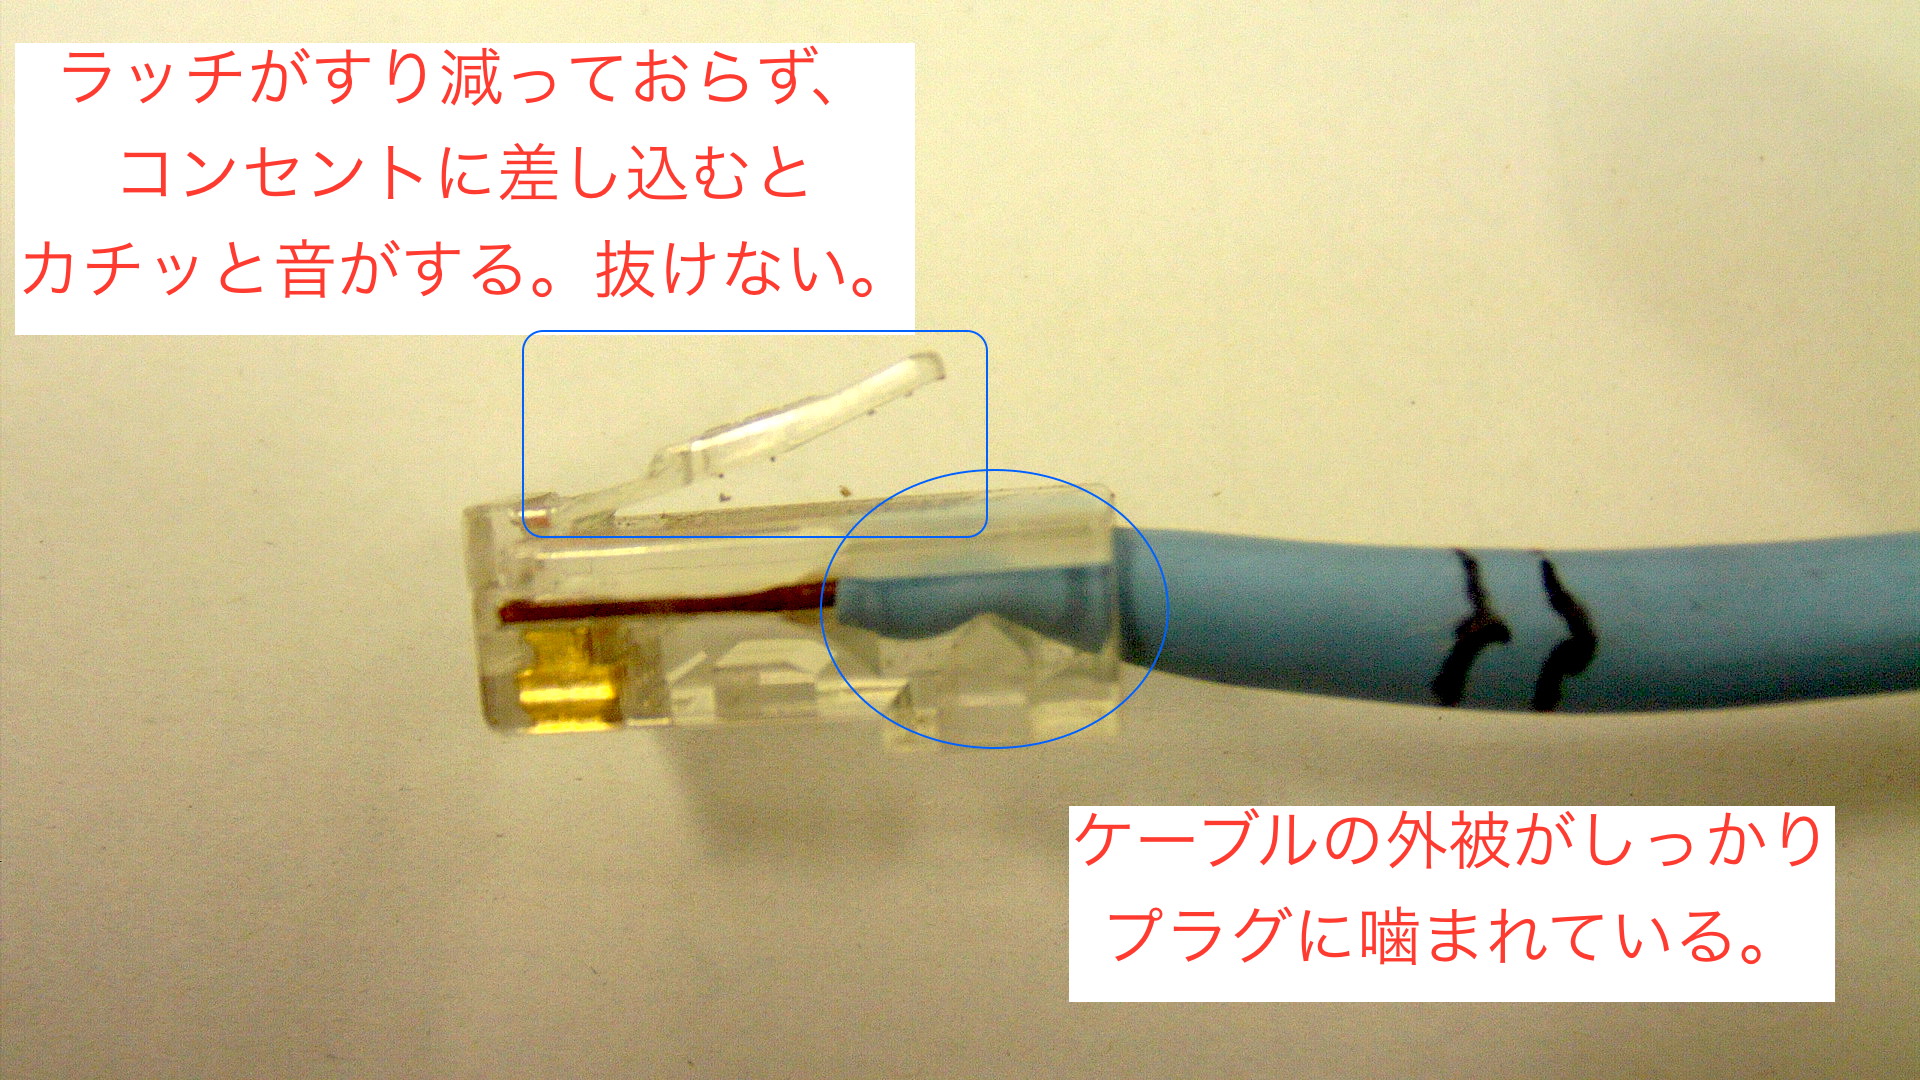 ラッチがすり減っておらず、
コンセントに差し込むと
カチッと音がする。抜けない。
ケーブルの外被がしっかり
プラグに噛まれている。